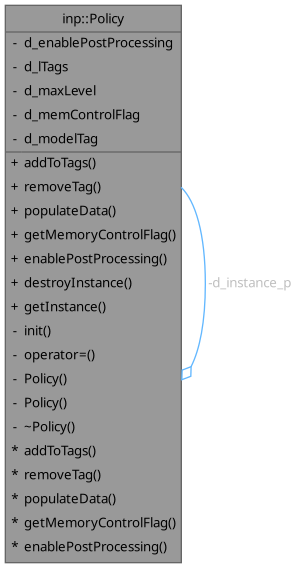 inp::Policy
- d_enablePostProcessing
- d_lTags
- d_maxLevel
- d_memControlFlag
- d_modelTag
+ addToTags()
+ removeTag()
+ populateData()
+ getMemoryControlFlag()
+ enablePostProcessing()
+ destroyInstance()
+ getInstance()
- init()
- operator=()
- Policy()
- Policy()
- ~Policy()
* addToTags()
* removeTag()
* populateData()
* getMemoryControlFlag()
* enablePostProcessing()
-d_instance_p